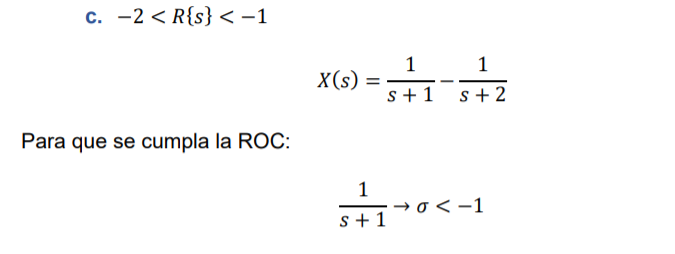 c. −2 < R{s} < −1
X(s) = 1/(s + 1) − 1/(s + 2)
Para que se cumpla la ROC:
1/(s + 1) → σ < −1